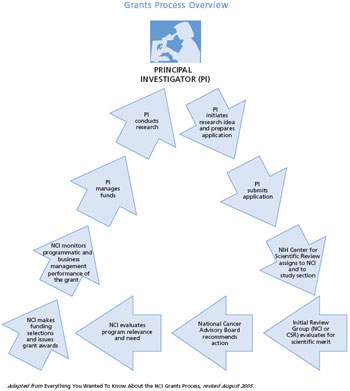 Grants Process Overview
PRINCIPAL
INVESTIGATOR (PI)
PI
initiates
research idea
and prepares
application
PI
submits
application
NIH Center for
Scientific Review
assigns to NCI
and to
study section
Initial Review
Group (NCI or
CSR) evaluates for
scientific merit
National Cancer
Advisory Board
recommends
action
NCI evaluates
program relevance
and need
NCI makes
funding
selections
and issues
grant awards
NCI monitors
programmatic and
business
management
performance of
the grant
PI
manages
funds
PI
conducts
research
Adapted from Everything You Wanted To Know About the NCI Grants Process, revised August 2005.